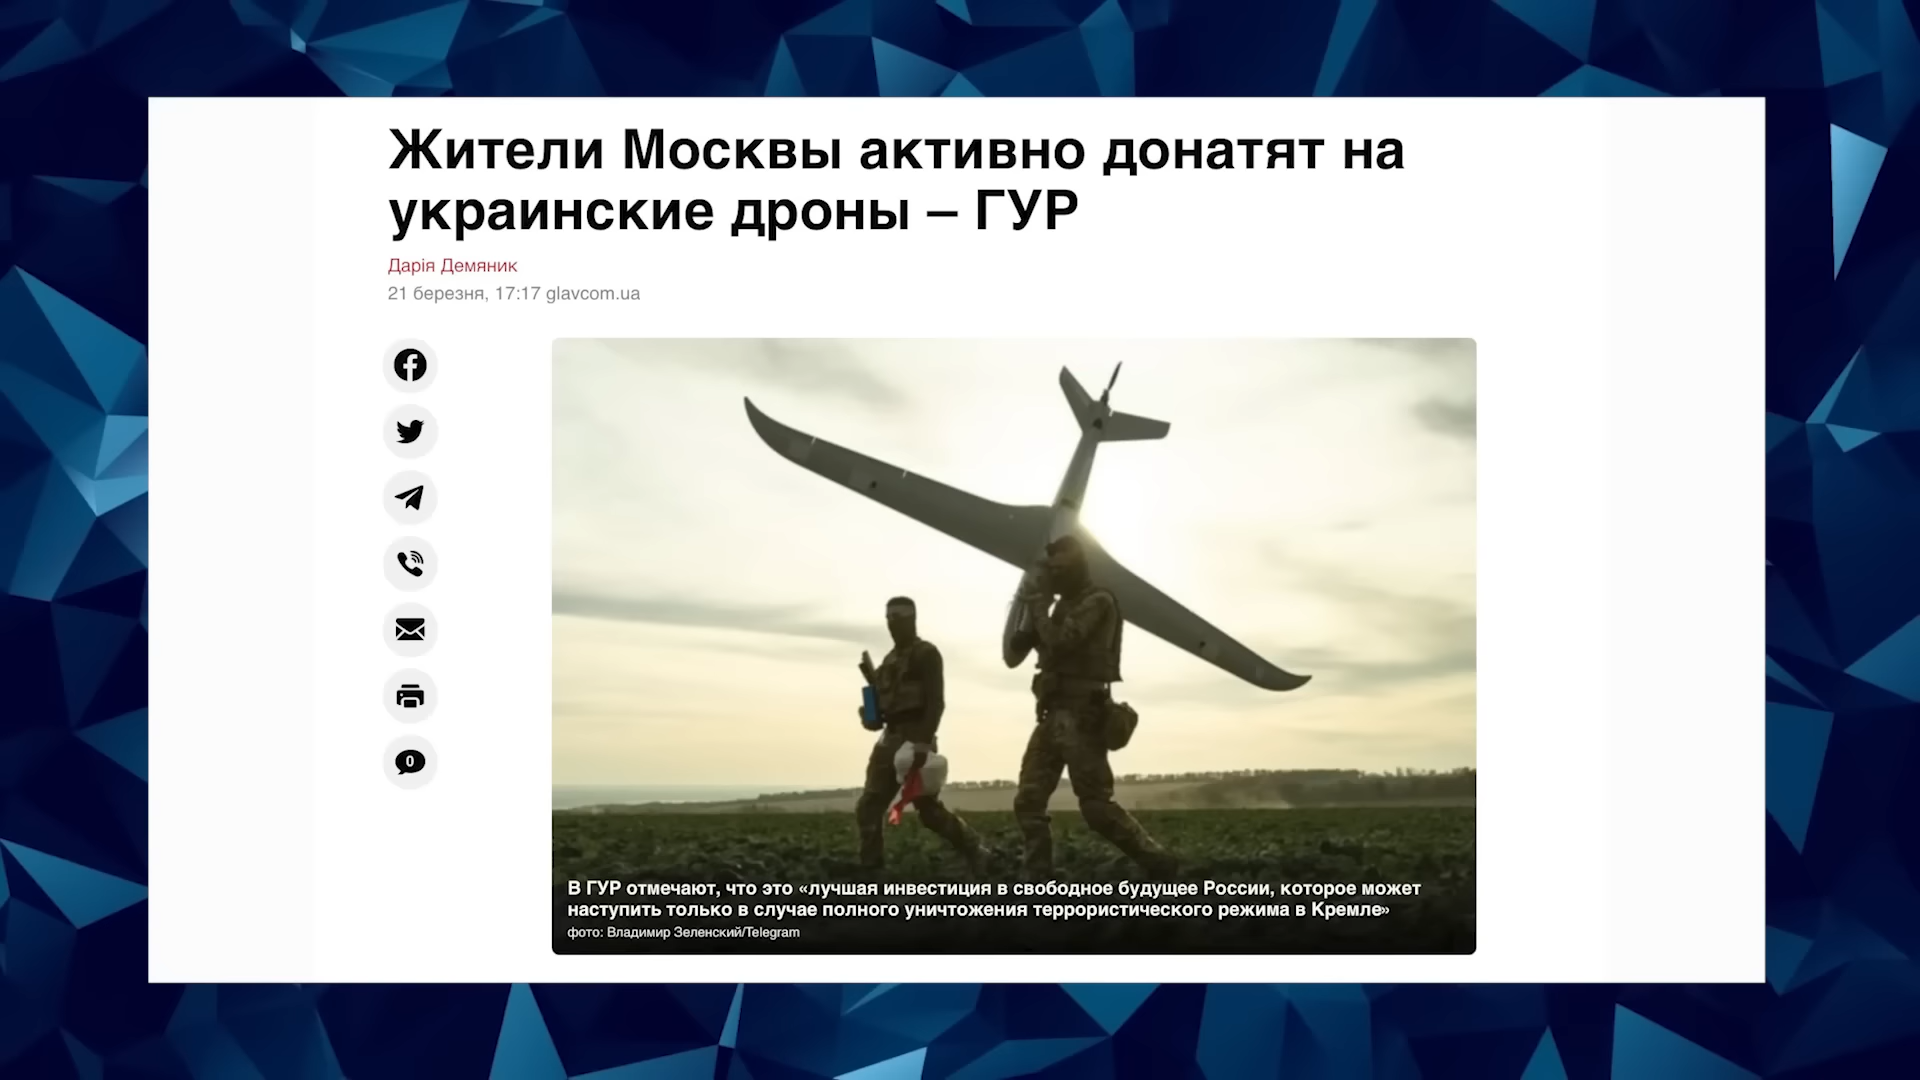 Жители Москвы активно донатят на
украинские дроны – ГУР
Дарія Демяник
21 березня, 17:17 glavcom.ua
0
В ГУР отмечают, что это «лучшая инвестиция в свободное будущее России, которое может
наступить только в случае полного уничтожения террористического режима в Кремле»
фото: Владимир Зеленский/Telegram